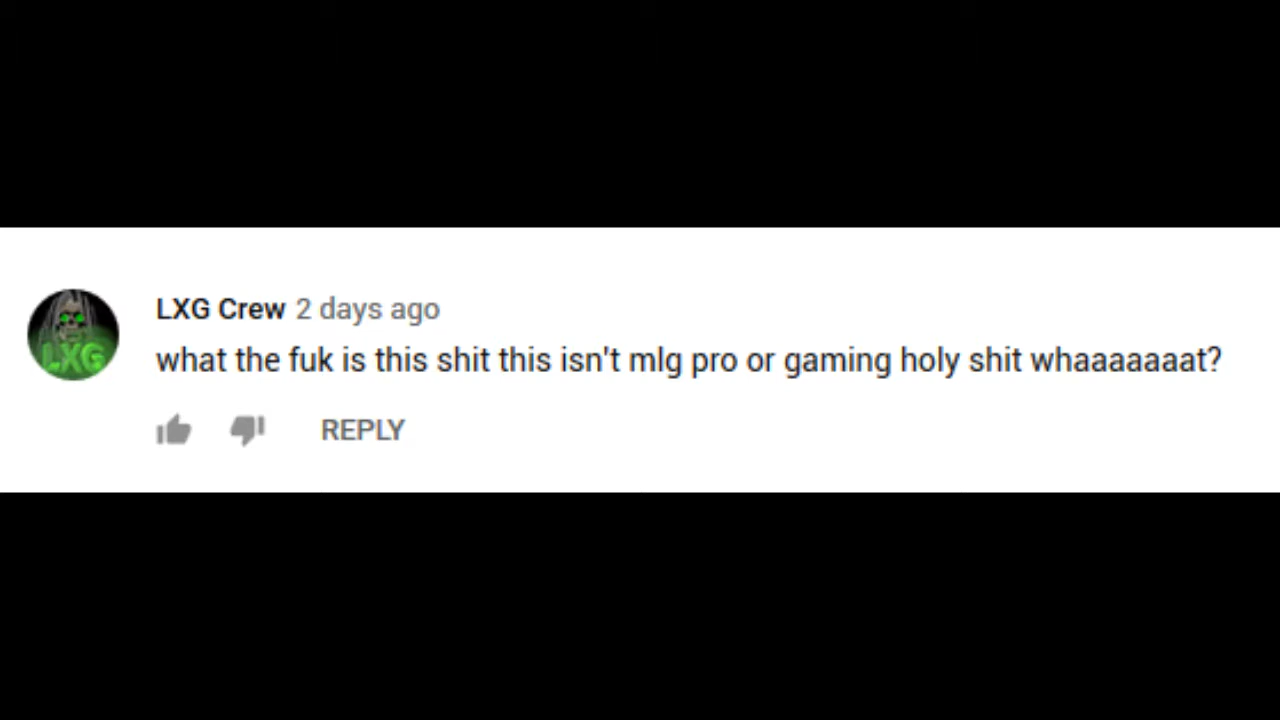 LXG
LXG Crew 2 days ago
what the fuk is this shit this isn't mlg pro or gaming holy shit whaaaaaaat?
REPLY